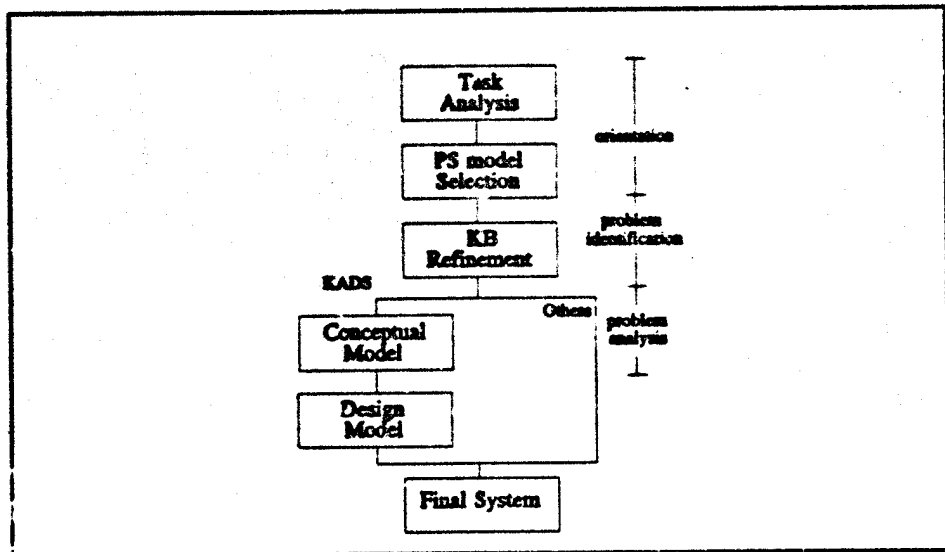 Task
Analysis
orientation
PS model
Selection
problem
identification
KB
Refinement
KADS
Others
problem
analysis
Conceptual
Model
Design
Model
Final System